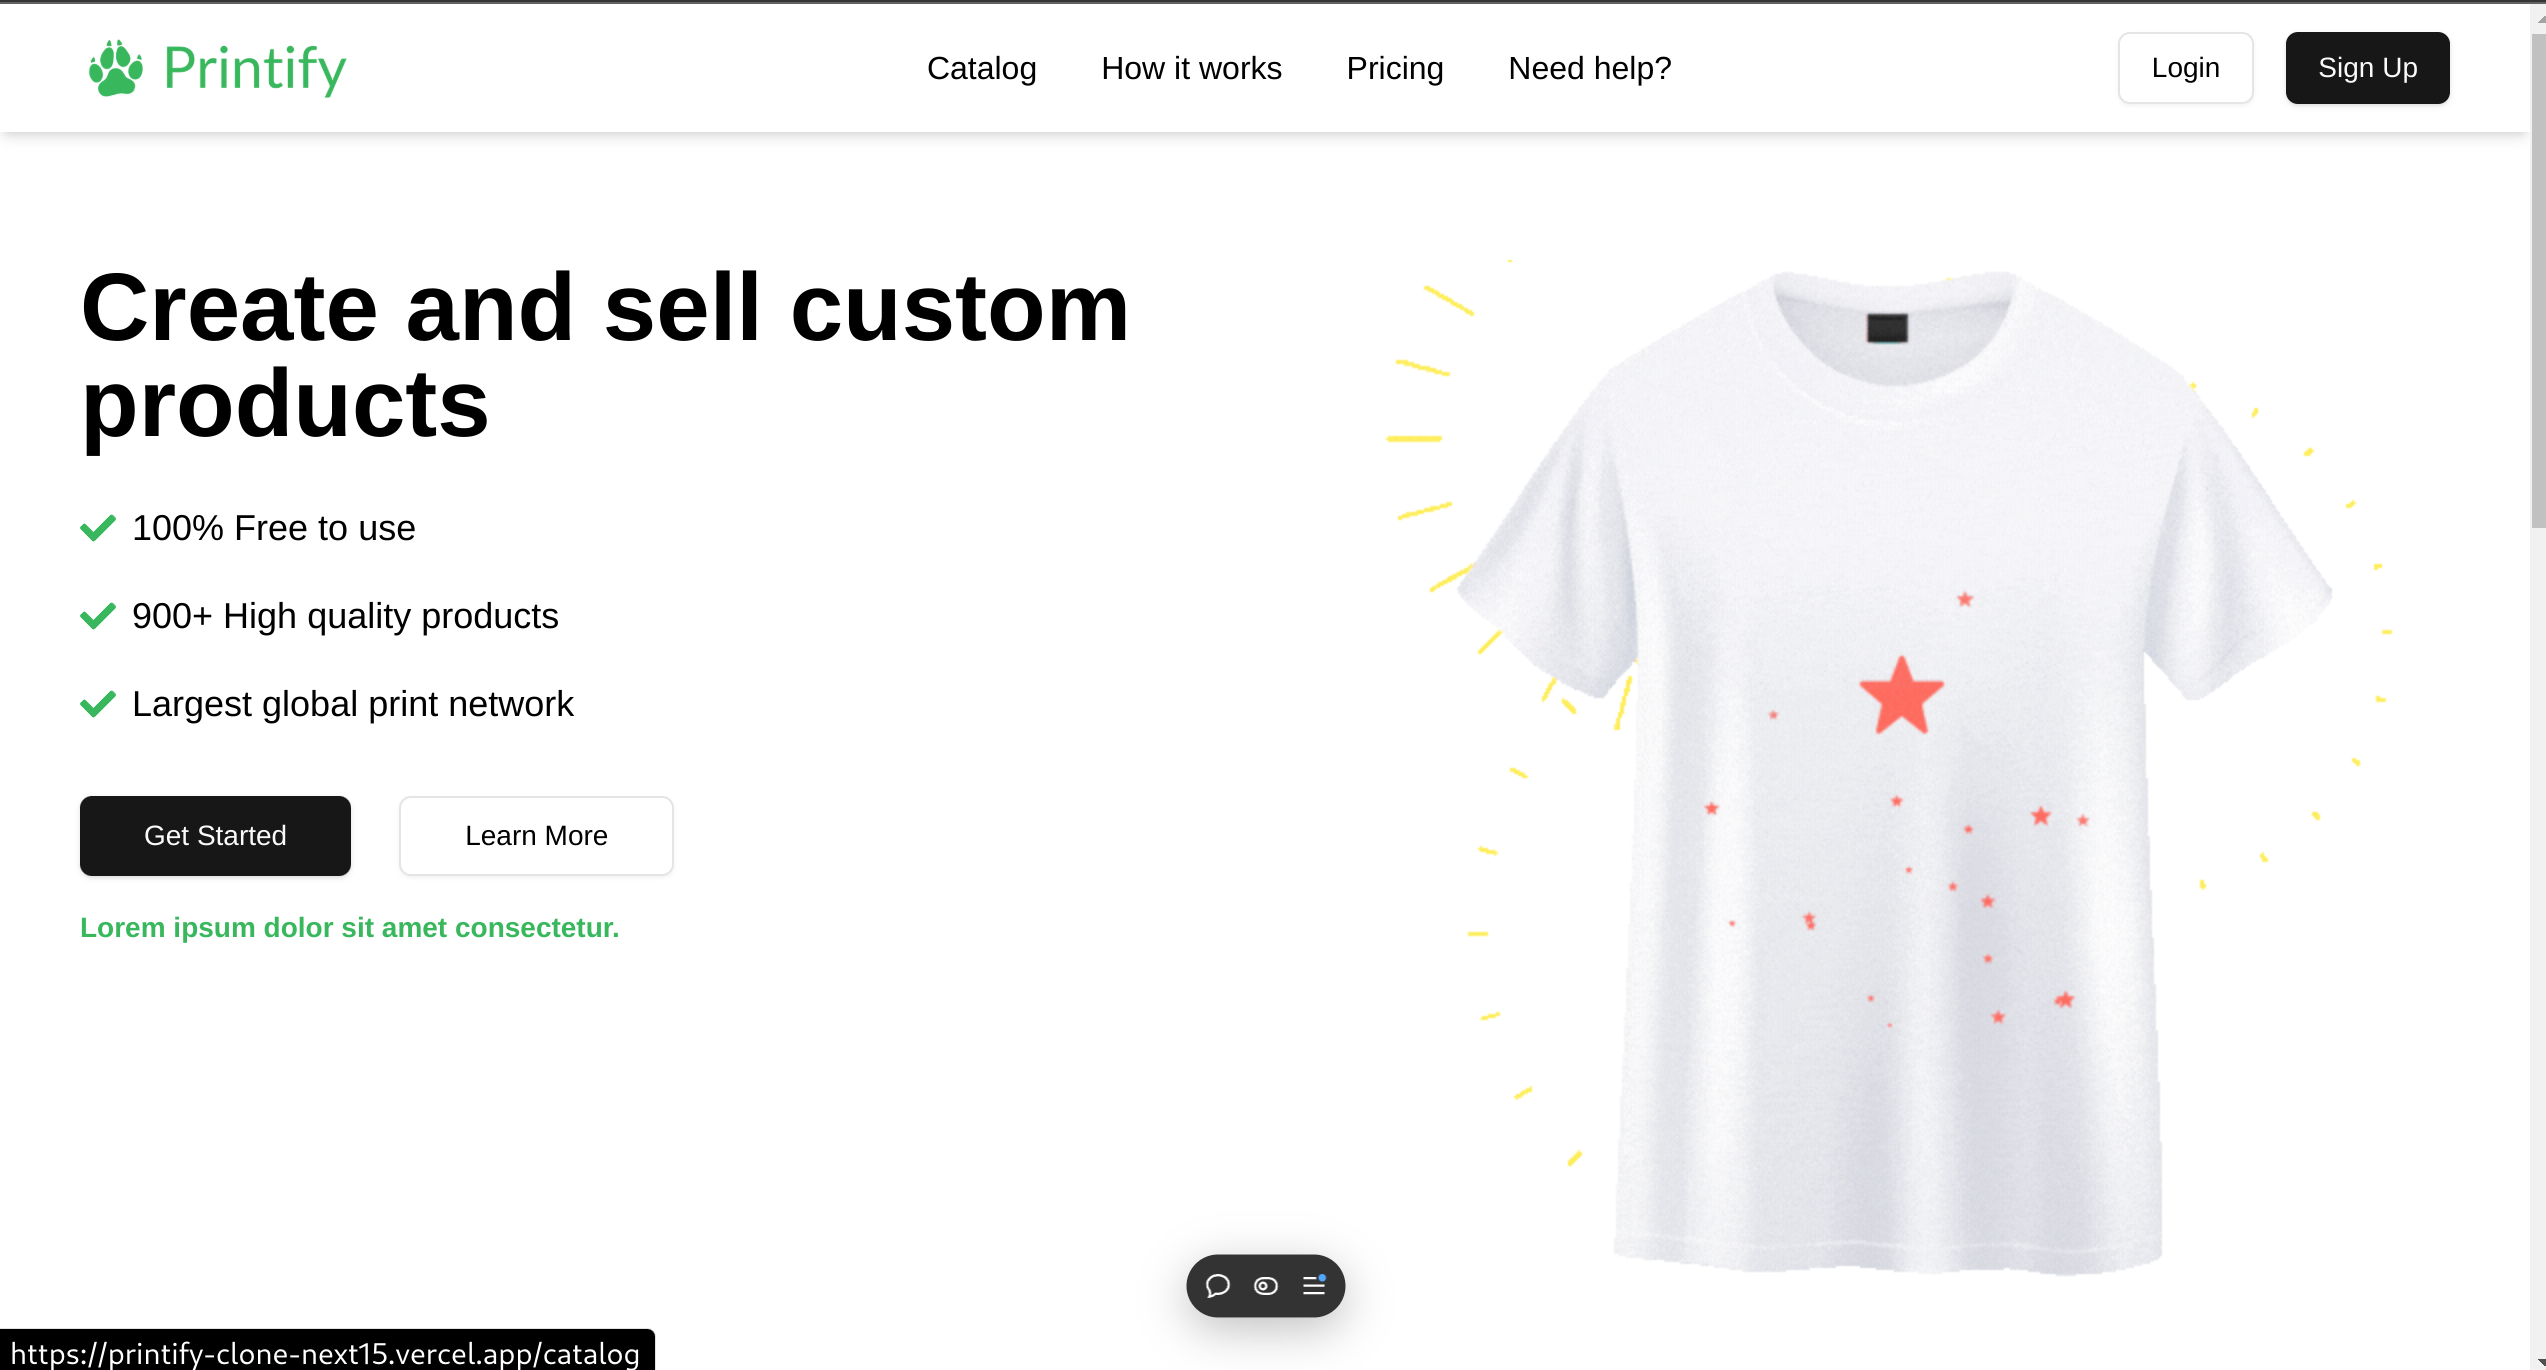 Printify
Catalog
How it works
Pricing
Need help?
Login
Sign Up
Create and sell custom
products
100% Free to use
900+ High quality products
Largest global print network
Get Started
Learn More
Lorem ipsum dolor sit amet consectetur.
https://printify-clone-next15.vercel.app/catalog